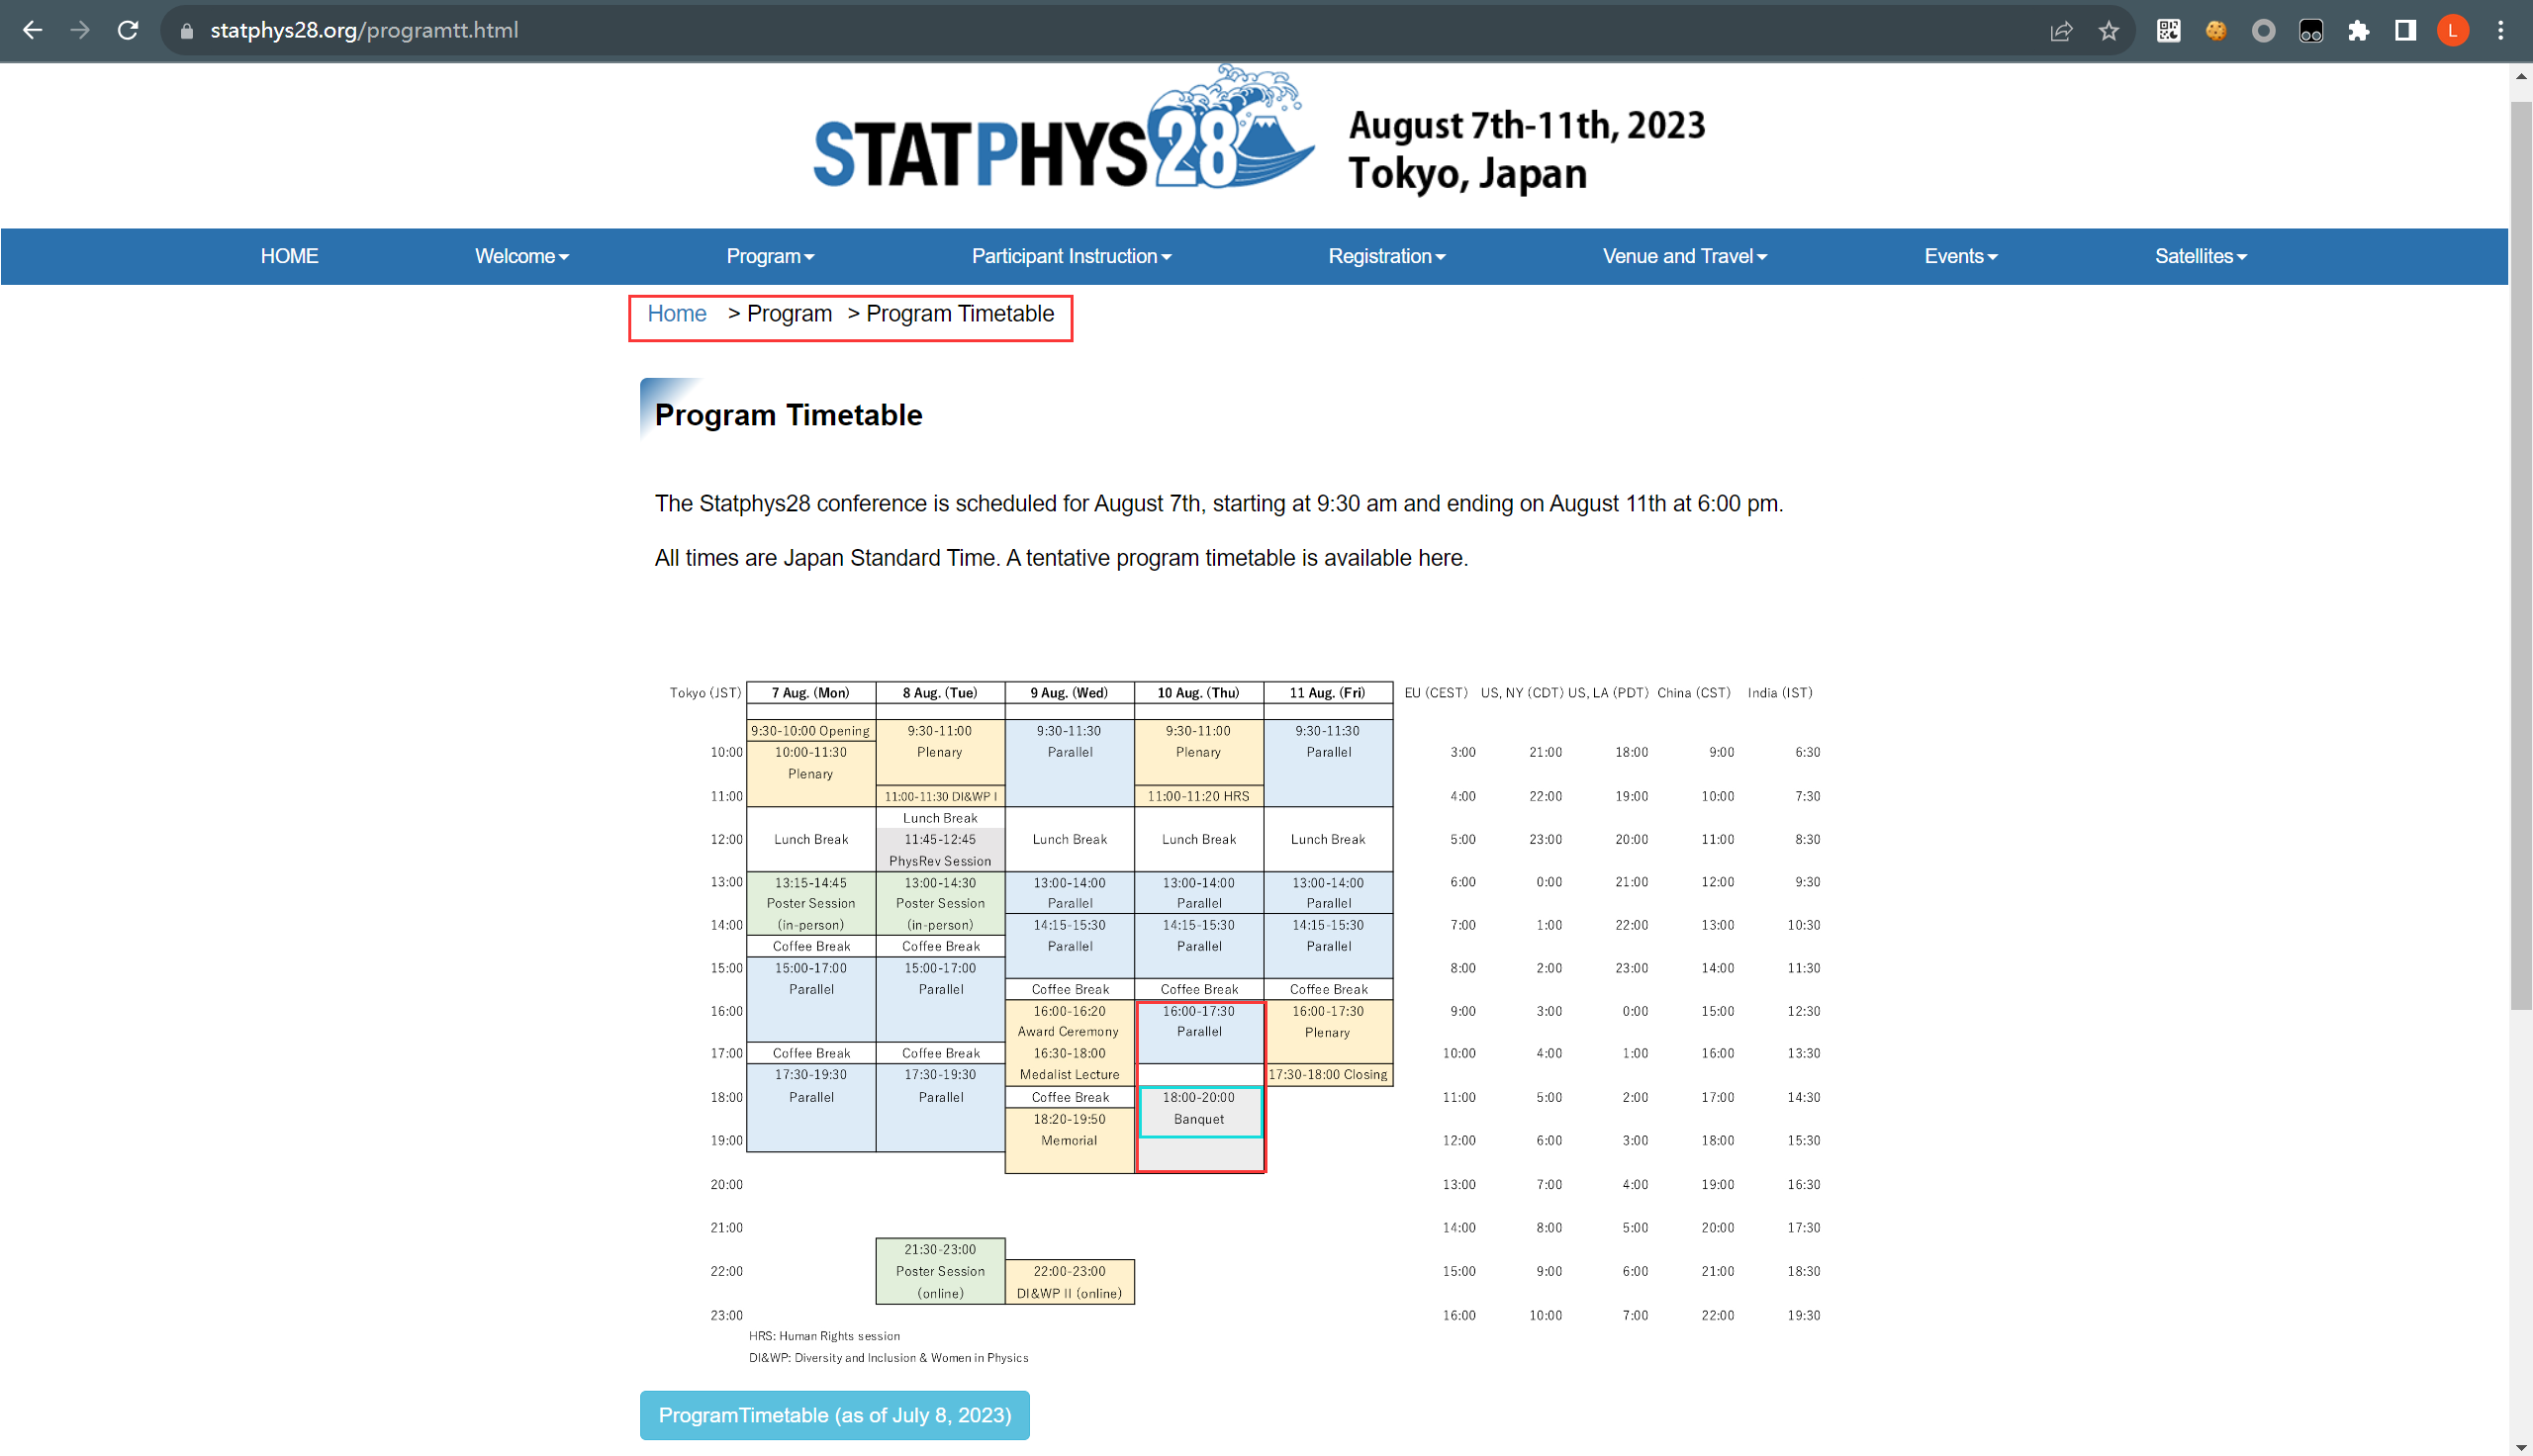 statphys28.org/programtt.html
L
STATPHYS28
August 7th-11th, 2023
Tokyo, Japan
HOME Welcome Program Participant Instruction Registration Venue and Travel Events Satellites
Home > Program > Program Timetable
Program Timetable
The Statphys28 conference is scheduled for August 7th, starting at 9:30 am and ending on August 11th at 6:00 pm.
All times are Japan Standard Time. A tentative program timetable is available here.
Tokyo (JST) 7 Aug. (Mon) 8 Aug. (Tue) 9 Aug. (Wed) 10 Aug. (Thu) 11 Aug. (Fri) EU (CEST) US, NY (CDT) US, LA (PDT) China (CST) India (IST)
9:30-10:00 Opening 9:30-11:00 9:30-11:30 9:30-11:00 9:30-11:30
10:00 10:00-11:30 Plenary Parallel Plenary Parallel 3:00 21:00 18:00 9:00 6:30
Plenary
11:00 11:00-11:30 DI&WP I 11:00-11:20 HRS 4:00 22:00 19:00 10:00 7:30
Lunch Break
12:00 Lunch Break 11:45-12:45 Lunch Break Lunch Break Lunch Break 5:00 23:00 20:00 11:00 8:30
PhysRev Session
13:00 13:15-14:45 13:00-14:30 13:00-14:00 13:00-14:00 13:00-14:00 6:00 0:00 21:00 12:00 9:30
Poster Session Poster Session Parallel Parallel Parallel
14:00 (in-person) (in-person) 14:15-15:30 14:15-15:30 14:15-15:30 7:00 1:00 22:00 13:00 10:30
Coffee Break Coffee Break Parallel Parallel Parallel
15:00 15:00-17:00 15:00-17:00 8:00 2:00 23:00 14:00 11:30
Parallel Parallel Coffee Break Coffee Break Coffee Break
16:00 16:00-16:20 16:00-17:30 16:00-17:30 9:00 3:00 0:00 15:00 12:30
Award Ceremony Parallel Plenary
17:00 Coffee Break Coffee Break 16:30-18:00 10:00 4:00 1:00 16:00 13:30
17:30-19:30 17:30-19:30 Medalist Lecture 17:30-18:00 Closing
18:00 Parallel Parallel Coffee Break 18:00-20:00 11:00 5:00 2:00 17:00 14:30
18:20-19:50 Banquet
19:00 Memorial 12:00 6:00 3:00 18:00 15:30
20:00 13:00 7:00 4:00 19:00 16:30
21:00 14:00 8:00 5:00 20:00 17:30
21:30-23:00
22:00 Poster Session 22:00-23:00 15:00 9:00 6:00 21:00 18:30
(online) DI&WP II (online)
23:00 16:00 10:00 7:00 22:00 19:30
HRS: Human Rights session
DI&WP: Diversity and Inclusion & Women in Physics
ProgramTimetable (as of July 8, 2023)